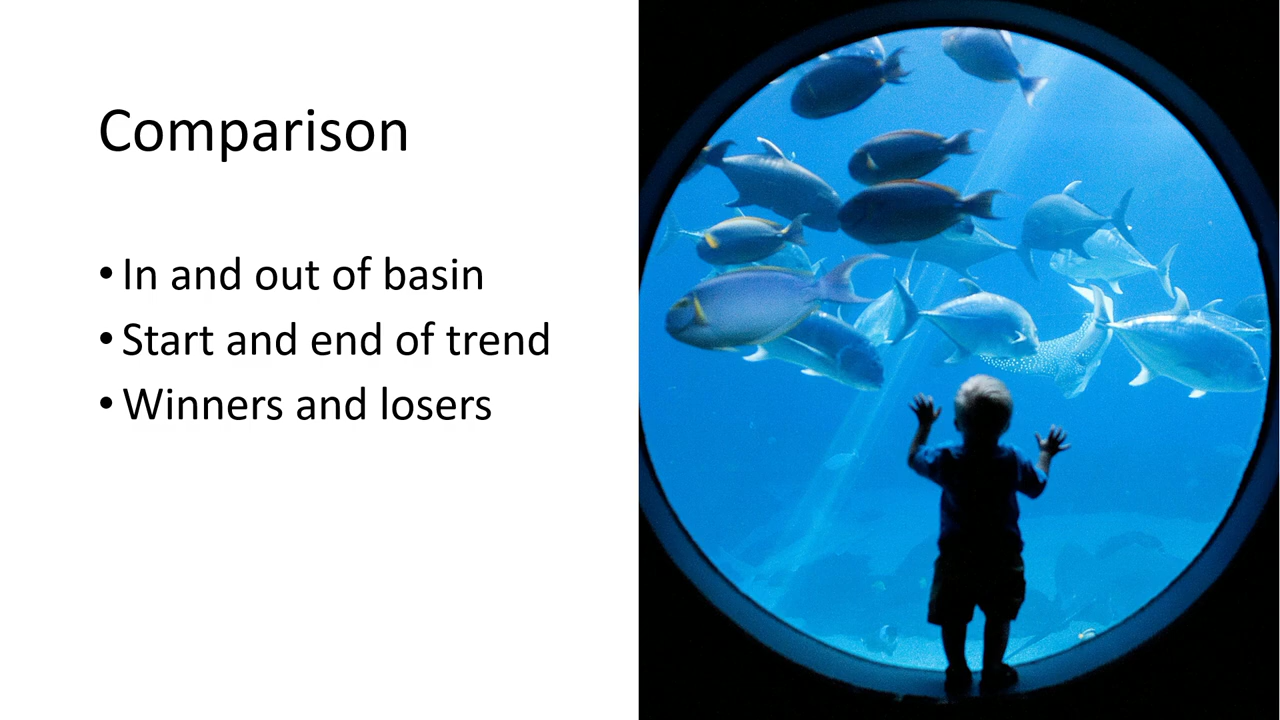 Comparison
• In and out of basin
• Start and end of trend
• Winners and losers